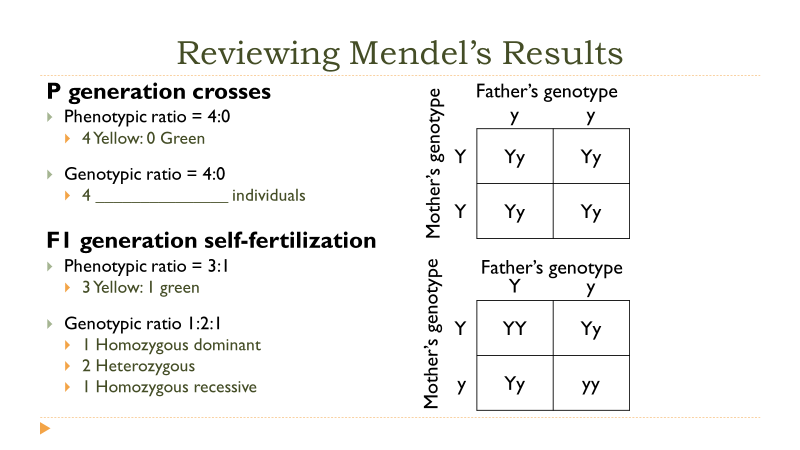 Reviewing Mendel's Results
P generation crosses
Phenotypic ratio = 4:0
4 Yellow: 0 Green
Genotypic ratio = 4:0
4 _______________ individuals
F1 generation self-fertilization
Phenotypic ratio = 3:1
3 Yellow: 1 green
Genotypic ratio 1:2:1
1 Homozygous dominant
2 Heterozygous
1 Homozygous recessive
Father's genotype
y y
Mother's genotype
Y Yy Yy
Y Yy Yy
Father's genotype
Y y
Mother's genotype
Y YY Yy
y Yy yy